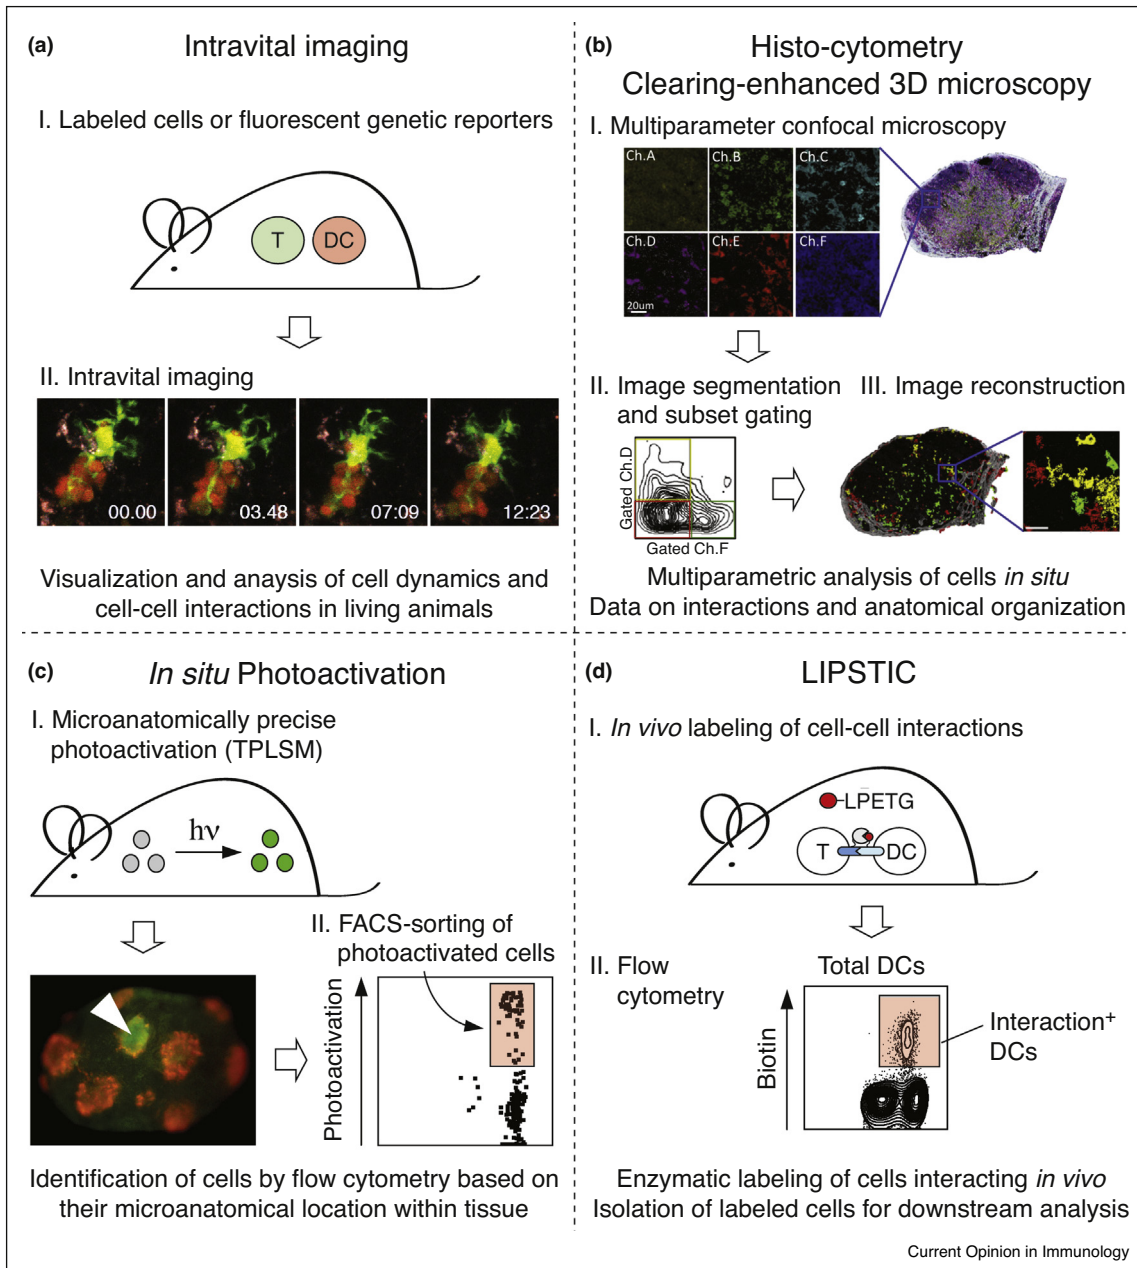 (a) Intravital imaging
I. Labeled cells or fluorescent genetic reporters
T DC
II. Intravital imaging
00.00 03.48 07:09 12:23
Visualization and anaysis of cell dynamics and
cell-cell interactions in living animals
(b) Histo-cytometry
Clearing-enhanced 3D microscopy
I. Multiparameter confocal microscopy
Ch.A Ch.B Ch.C
Ch.D Ch.E Ch.F
20um
II. Image segmentation
and subset gating
Gated Ch.D
Gated Ch.F
III. Image reconstruction
Multiparametric analysis of cells in situ
Data on interactions and anatomical organization
(c) In situ Photoactivation
I. Microanatomically precise
photoactivation (TPLSM)
hν
II. FACS-sorting of
photoactivated cells
Photoactivation
Identification of cells by flow cytometry based on
their microanatomical location within tissue
(d) LIPSTIC
I. In vivo labeling of cell-cell interactions
LPETG
T DC
II. Flow
cytometry
Total DCs
Biotin
Interaction⁺
DCs
Enzymatic labeling of cells interacting in vivo
Isolation of labeled cells for downstream analysis
Current Opinion in Immunology